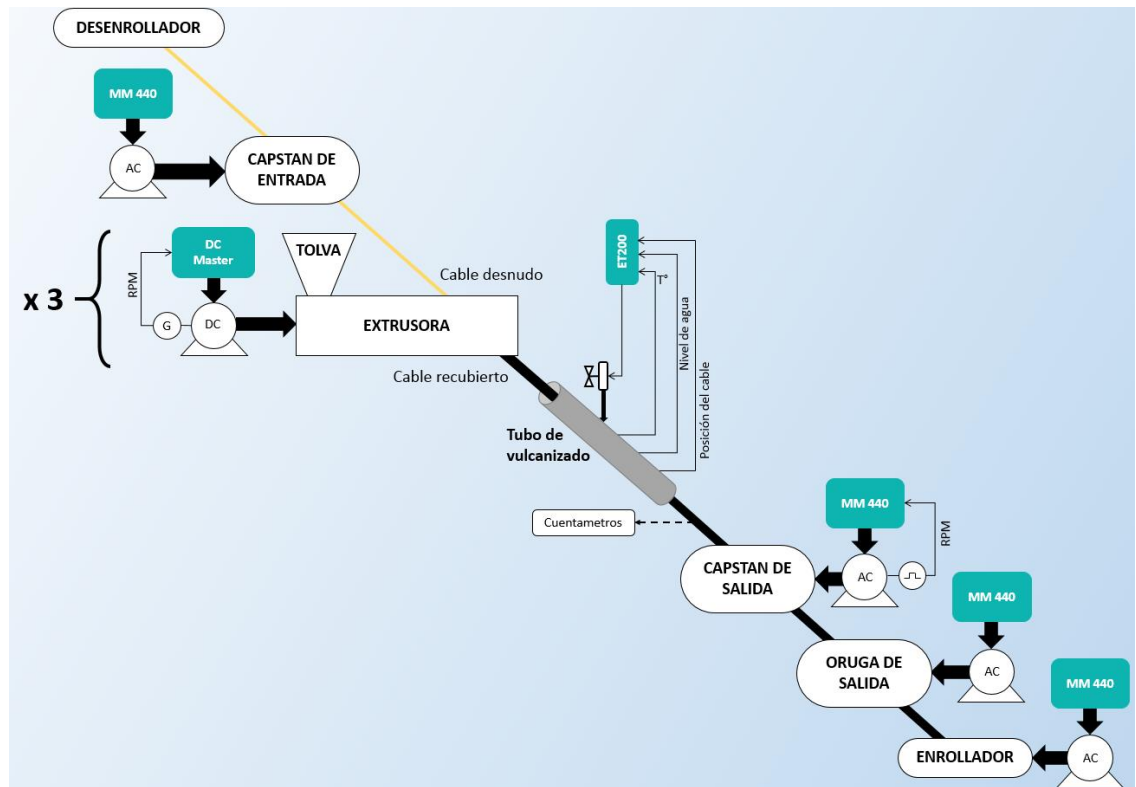 DESENROLLADOR
MM 440
AC
CAPSTAN DE
ENTRADA
x 3
RPM
DC
Master
G
DC
TOLVA
Cable desnudo
EXTRUSORA
Cable recubierto
ET200
T°
Nivel de agua
Posición del cable
Tubo de
vulcanizado
Cuentametros
MM 440
RPM
CAPSTAN DE
SALIDA
AC
MM 440
ORUGA DE
SALIDA
AC
MM 440
ENROLLADOR
AC